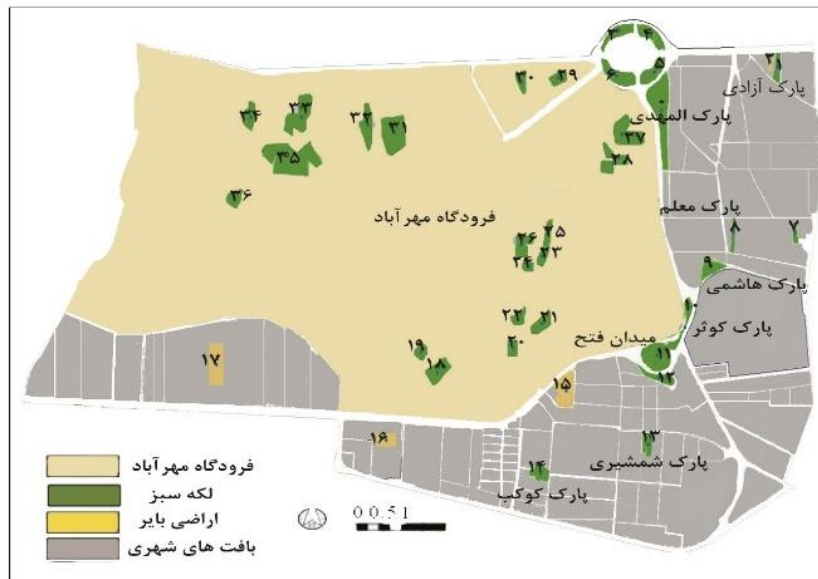 ۳ ۴
۵
۶
۲۱
پارک آزادی
۳۰ ۲۹
۳۴ ۳۳ ۳۲ ۳۱
پارک المهدی
۳۷
۲۸
۳۵
۳۶
پارک معلم
فرودگاه مهرآباد
۲۵
۲۶
۲۳
۲۴
۸ ۷
۹
پارک هاشمی
۱۰
پارک کوثر
۲۲ ۲۱
۲۰
میدان فتح
۱۱
۱۲
۱۹
۱۸
۱۷
۱۵
۱۶
۱۳
پارک شمشیری
۱۴
پارک کوکب
فرودگاه مهرآباد
لکه سبز
اراضی بایر
بافت های شهری
0 0.5 1